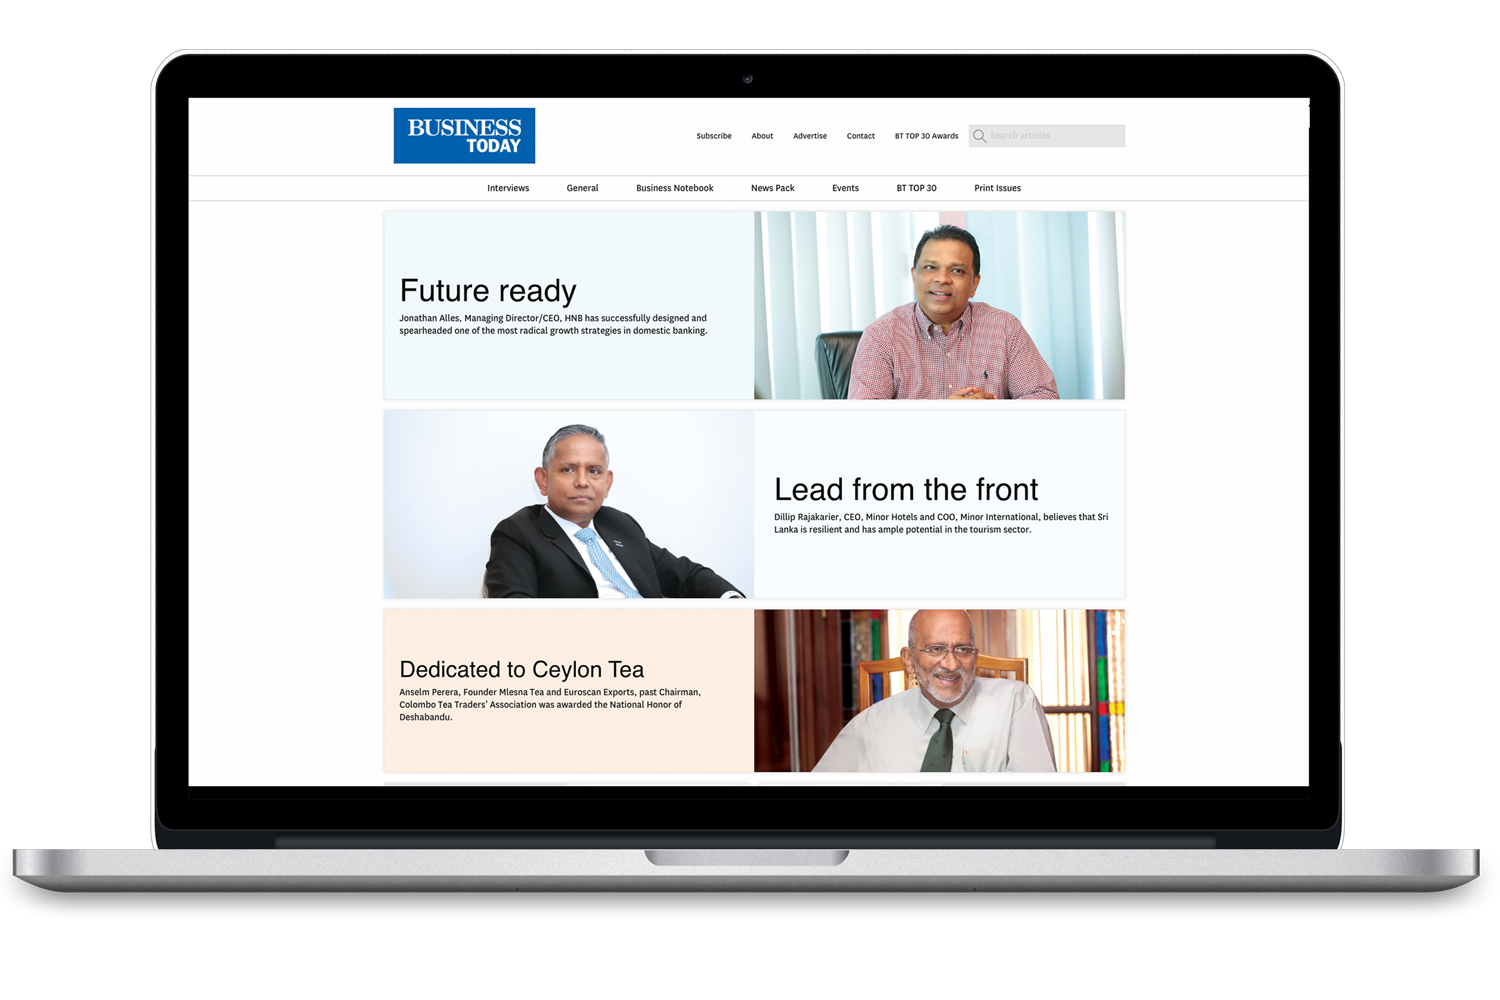 BUSINESS
TODAY
Subscribe About Advertise Contact BT TOP 30 Awards Search articles
Interviews General Business Notebook News Pack Events BT TOP 30 Print Issues
Future ready
Jonathan Alles, Managing Director/CEO, HNB has successfully designed and
spearheaded one of the most radical growth strategies in domestic banking.
Lead from the front
Dillip Rajakarier, CEO, Minor Hotels and COO, Minor International, believes that Sri
Lanka is resilient and has ample potential in the tourism sector.
Dedicated to Ceylon Tea
Anselm Perera, Founder Mlesna Tea and Euroscan Exports, past Chairman,
Colombo Tea Traders' Association was awarded the National Honor of
Deshabandu.